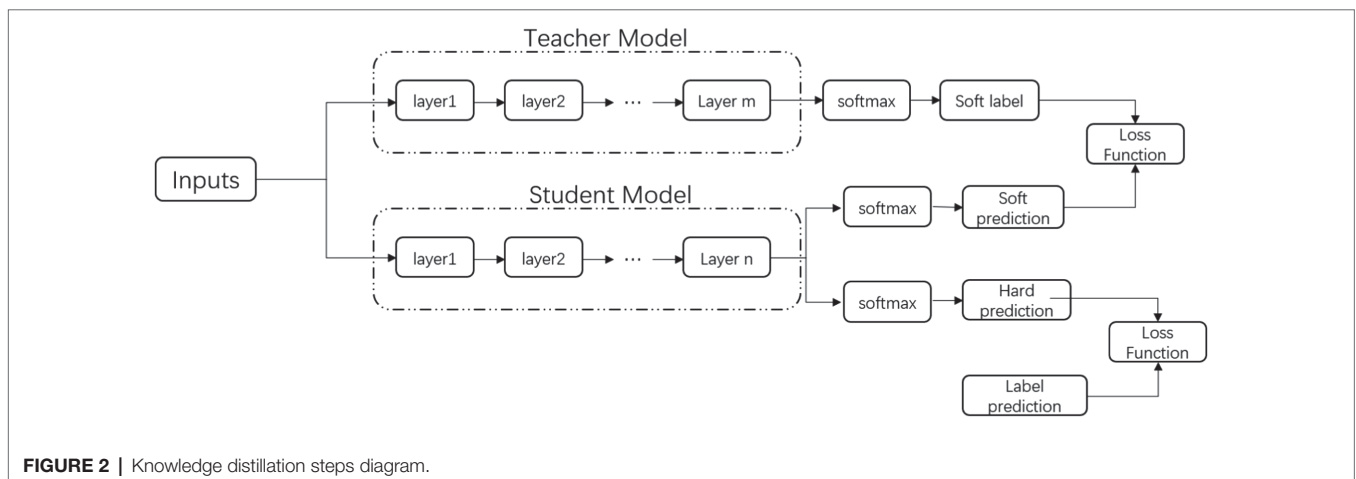 Teacher Model
layer1
layer2
...
Layer m
softmax
Soft label
Loss
Function
Inputs
Student Model
layer1
layer2
...
Layer n
softmax
Soft
prediction
softmax
Hard
prediction
Loss
Function
Label
prediction
FIGURE 2 | Knowledge distillation steps diagram.